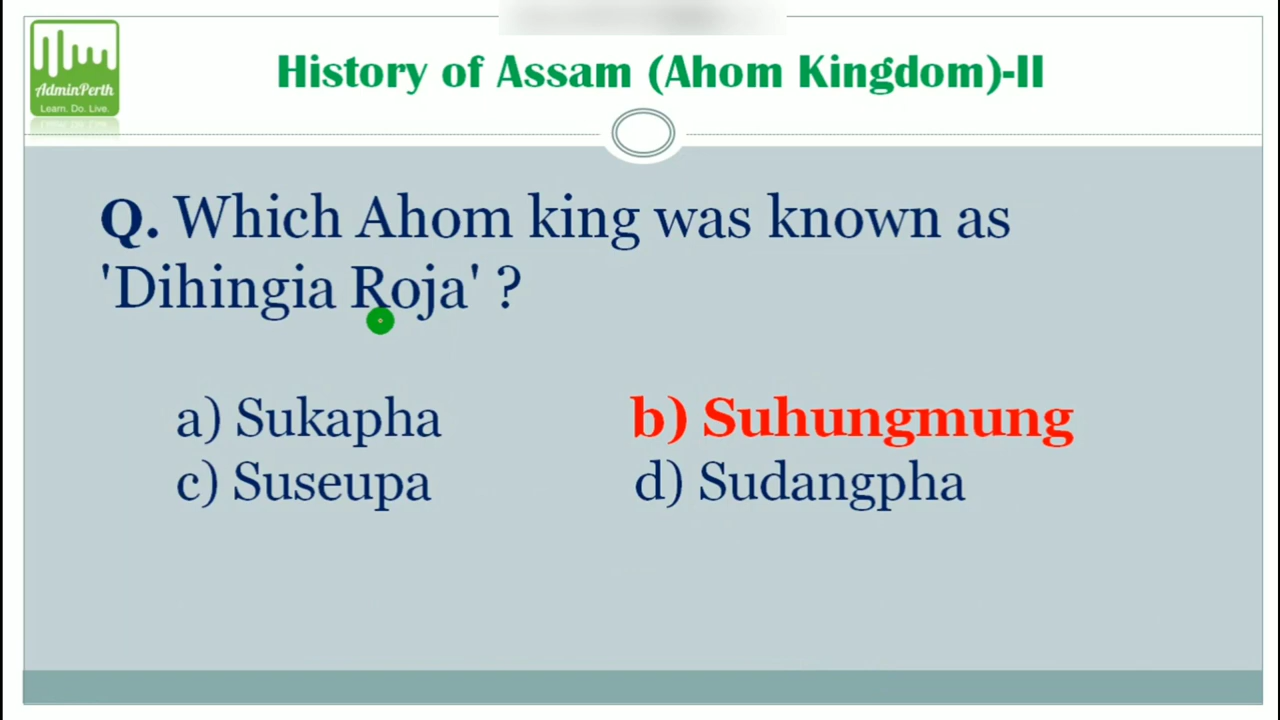 AdminPerth
Learn. Do. Live.
History of Assam (Ahom Kingdom)-II
Q. Which Ahom king was known as
'Dihingia Roja' ?
a) Sukapha b) Suhungmung
c) Suseupa d) Sudangpha